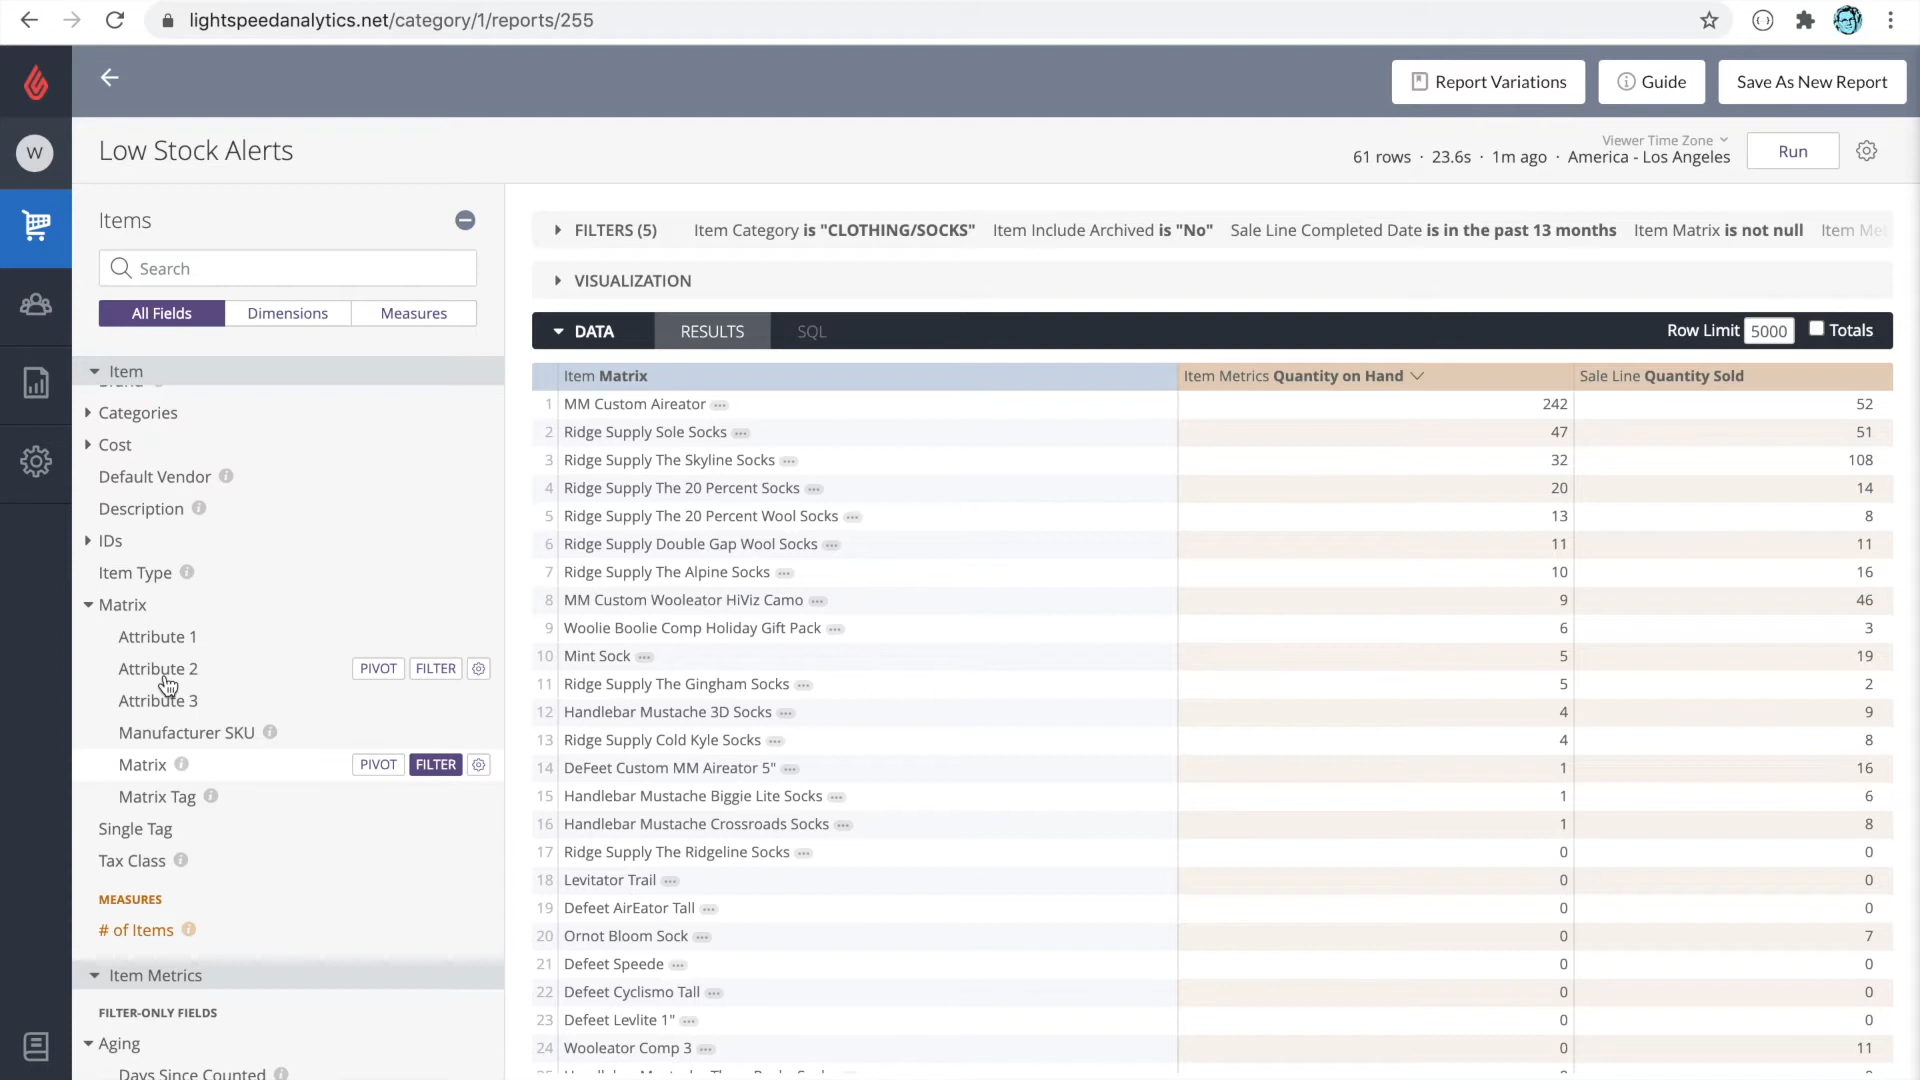 lightspeedanalytics.net/category/1/reports/255
Report Variations
Guide
Save As New Report
W
Low Stock Alerts
Viewer Time Zone
61 rows · 23.6s · 1m ago · America - Los Angeles
Run
Items
Search
All Fields
Dimensions
Measures
Item
Categories
Cost
Default Vendor
Description
IDs
Item Type
Matrix
Attribute 1
Attribute 2 PIVOT FILTER
Attribute 3
Manufacturer SKU
Matrix PIVOT FILTER
Matrix Tag
Single Tag
Tax Class
MEASURES
# of Items
Item Metrics
FILTER-ONLY FIELDS
Aging
Days Since Counted
FILTERS (5) Item Category is "CLOTHING/SOCKS" Item Include Archived is "No" Sale Line Completed Date is in the past 13 months Item Matrix is not null Item Me
VISUALIZATION
DATA RESULTS SQL Row Limit 5000 Totals
Item Matrix Item Metrics Quantity on Hand Sale Line Quantity Sold
1 MM Custom Aireator 242 52
2 Ridge Supply Sole Socks 47 51
3 Ridge Supply The Skyline Socks 32 108
4 Ridge Supply The 20 Percent Socks 20 14
5 Ridge Supply The 20 Percent Wool Socks 13 8
6 Ridge Supply Double Gap Wool Socks 11 11
7 Ridge Supply The Alpine Socks 10 16
8 MM Custom Wooleator HiViz Camo 9 46
9 Woolie Boolie Comp Holiday Gift Pack 6 3
10 Mint Sock 5 19
11 Ridge Supply The Gingham Socks 5 2
12 Handlebar Mustache 3D Socks 4 9
13 Ridge Supply Cold Kyle Socks 4 8
14 DeFeet Custom MM Aireator 5" 1 16
15 Handlebar Mustache Biggie Lite Socks 1 6
16 Handlebar Mustache Crossroads Socks 1 8
17 Ridge Supply The Ridgeline Socks 0 0
18 Levitator Trail 0 0
19 Defeet AirEator Tall 0 0
20 Ornot Bloom Sock 0 7
21 Defeet Speede 0 0
22 Defeet Cyclismo Tall 0 0
23 Defeet Levlite 1" 0 0
24 Wooleator Comp 3 0 11